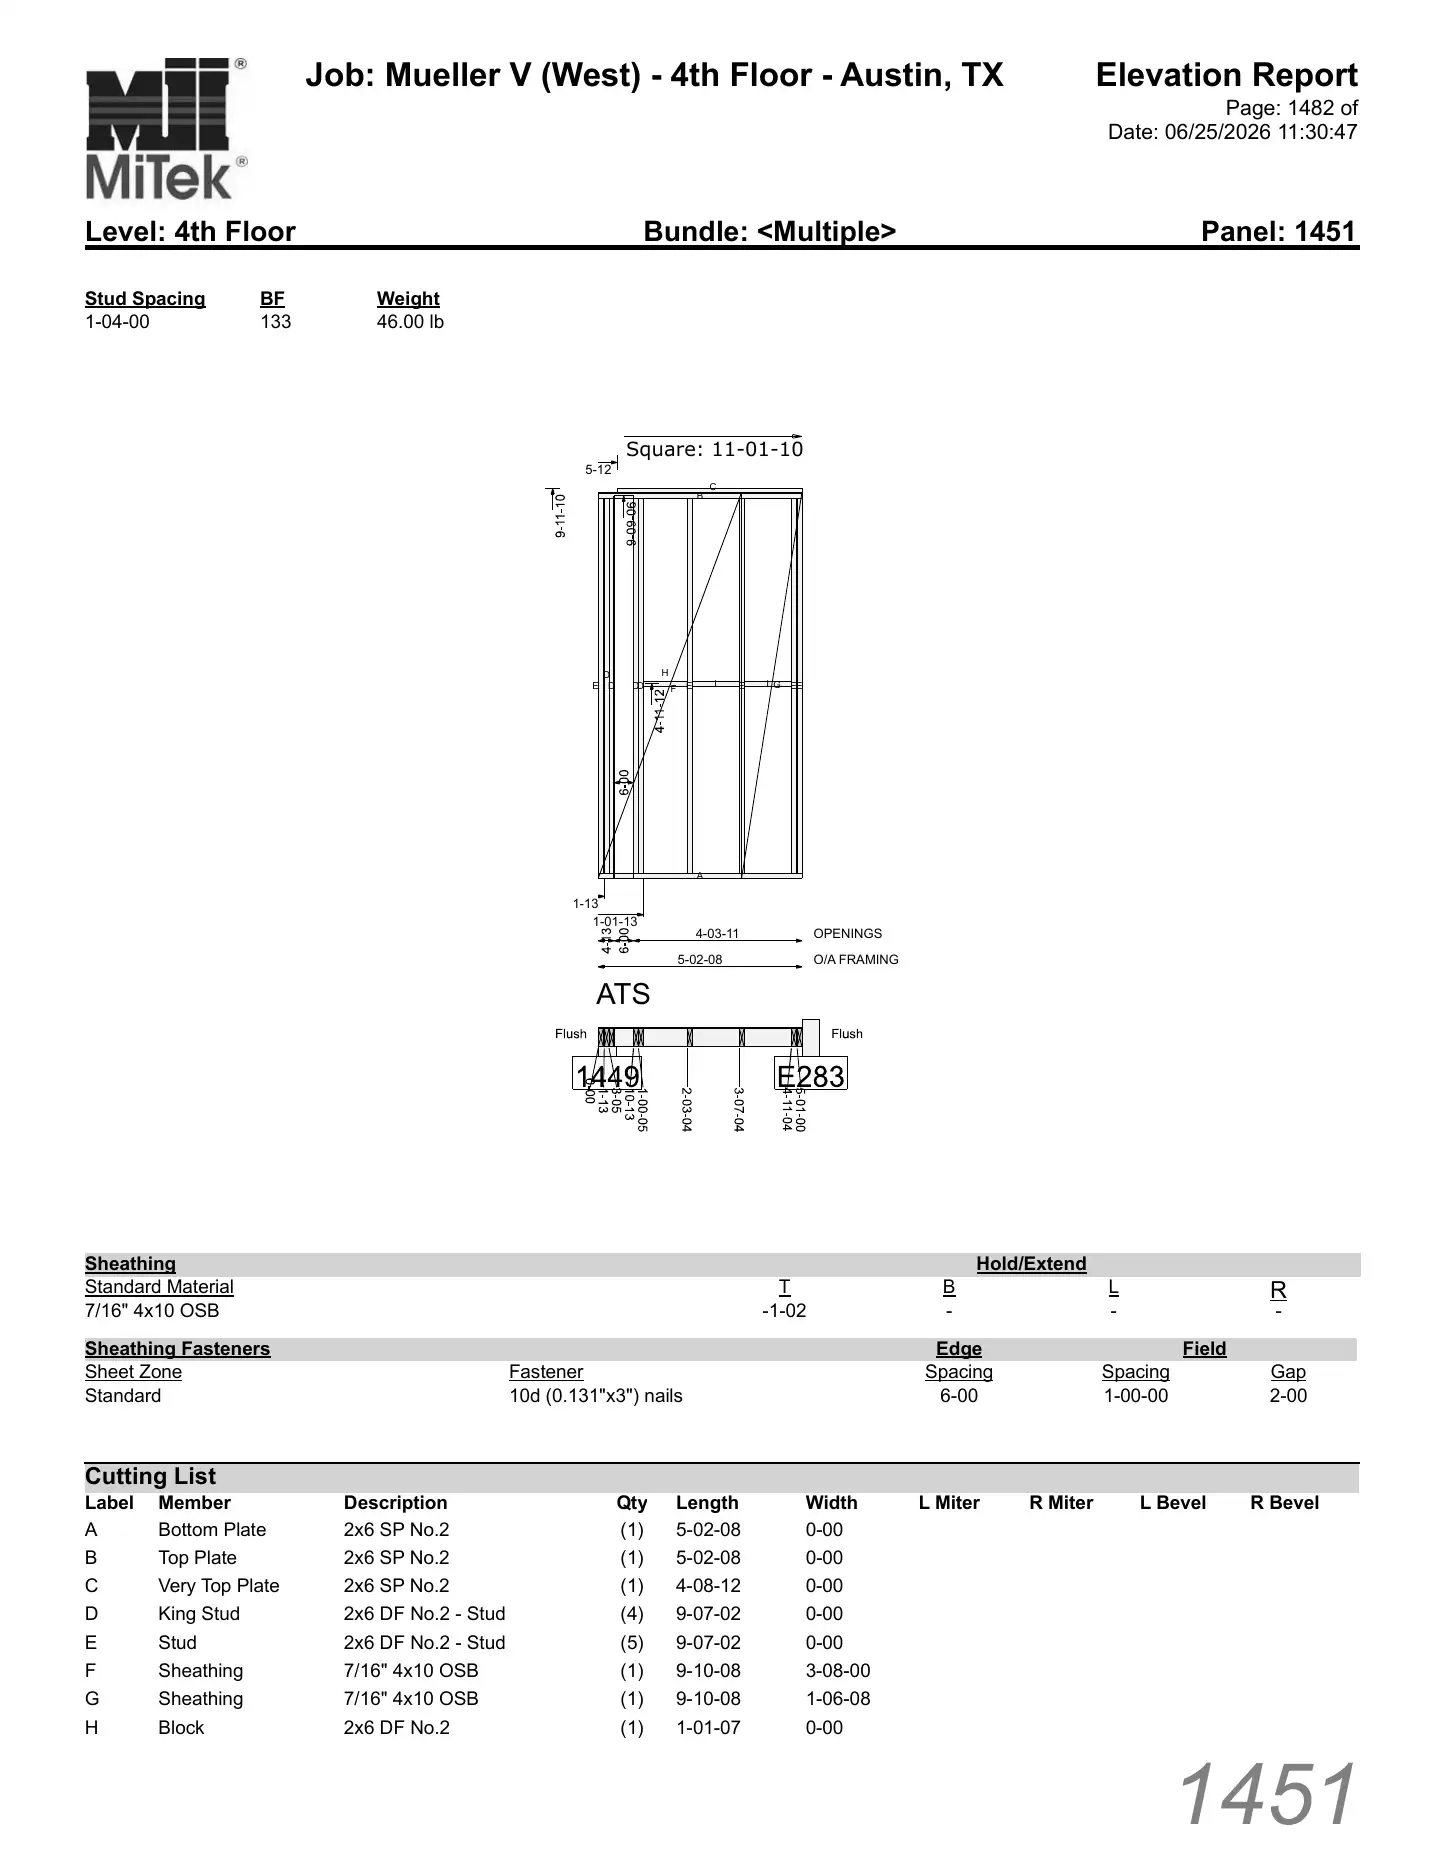 MiTek®
Job: Mueller V (West) - 4th Floor - Austin, TX
Elevation Report
Page: 1482 of
Date: 06/25/2026 11:30:47
Level: 4th Floor Bundle: <Multiple> Panel: 1451
Stud Spacing BF Weight
1-04-00 133 46.00 lb
Square: 11-01-10
5-12
C
B
9-11-10
9-09-06
D
H
E D D D F E I E I G E E
4-11-12
6-00
A
1-13
1-01-13
4-13 6-00 4-03-11 OPENINGS
5-02-08 O/A FRAMING
ATS
Flush Flush
1449 E283
0-00 1-13 3-05 10-13 1-00-05 2-03-04 3-07-04 4-11-04 5-01-00
Sheathing Hold/Extend
Standard Material T B L R
7/16" 4x10 OSB -1-02 - - -
Sheathing Fasteners Edge Field
Sheet Zone Fastener Spacing Spacing Gap
Standard 10d (0.131"x3") nails 6-00 1-00-00 2-00
Cutting List
Label Member Description Qty Length Width L Miter R Miter L Bevel R Bevel
A Bottom Plate 2x6 SP No.2 (1) 5-02-08 0-00
B Top Plate 2x6 SP No.2 (1) 5-02-08 0-00
C Very Top Plate 2x6 SP No.2 (1) 4-08-12 0-00
D King Stud 2x6 DF No.2 - Stud (4) 9-07-02 0-00
E Stud 2x6 DF No.2 - Stud (5) 9-07-02 0-00
F Sheathing 7/16" 4x10 OSB (1) 9-10-08 3-08-00
G Sheathing 7/16" 4x10 OSB (1) 9-10-08 1-06-08
H Block 2x6 DF No.2 (1) 1-01-07 0-00
1451